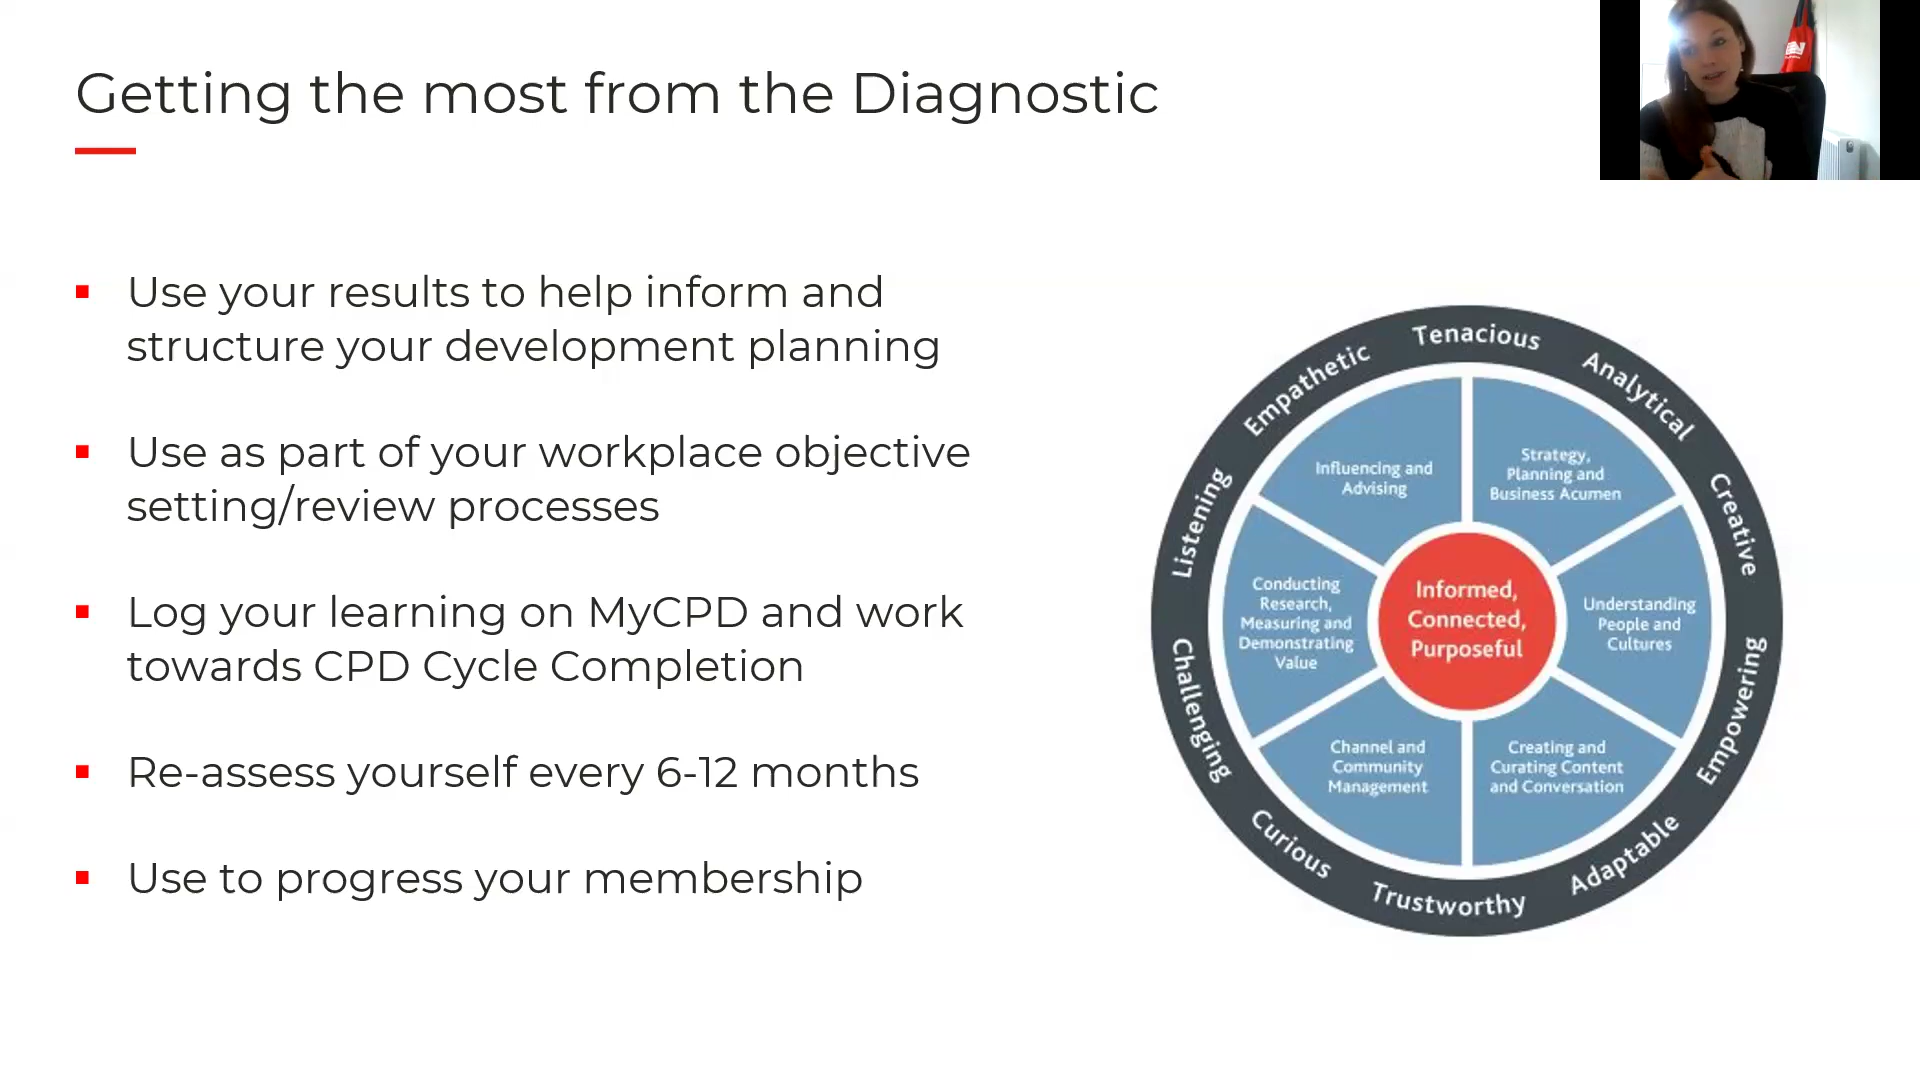 Getting the most from the Diagnostic
Use your results to help inform and
structure your development planning
Use as part of your workplace objective
setting/review processes
Log your learning on MyCPD and work
towards CPD Cycle Completion
Re-assess yourself every 6-12 months
Use to progress your membership
Tenacious
Analytical
Creative
Empowering
Adaptable
Trustworthy
Curious
Challenging
Listening
Empathetic
Influencing and
Advising
Strategy,
Planning and
Business Acumen
Conducting
Research,
Measuring and
Demonstrating
Value
Informed,
Connected,
Purposeful
Understanding
People and
Cultures
Channel and
Community
Management
Creating and
Curating Content
and Conversation